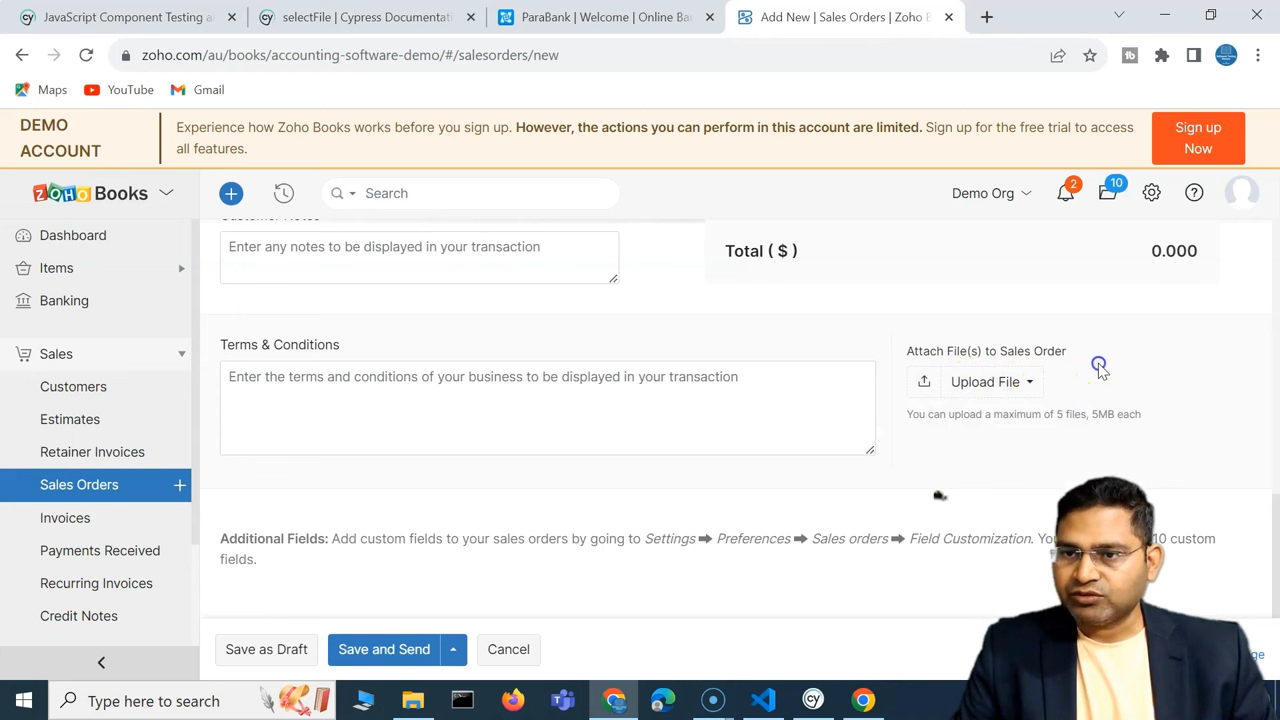 JavaScript Component Testing a
selectFile | Cypress Documentati
ParaBank | Welcome | Online Ba
Add New | Sales Orders | Zoho B
zoho.com/au/books/accounting-software-demo/#/salesorders/new
Maps
YouTube
Gmail
DEMO ACCOUNT
Experience how Zoho Books works before you sign up. However, the actions you can perform in this account are limited. Sign up for the free trial to access
all features.
Sign up
Now
ZOHO Books
Search
Demo Org
2
10
Dashboard
Items
Banking
Sales
Customers
Estimates
Retainer Invoices
Sales Orders
Invoices
Payments Received
Recurring Invoices
Credit Notes
Customer Notes
Enter any notes to be displayed in your transaction
Total ( $ )
0.000
Terms & Conditions
Enter the terms and conditions of your business to be displayed in your transaction
Attach File(s) to Sales Order
Upload File
You can upload a maximum of 5 files, 5MB each
Additional Fields: Add custom fields to your sales orders by going to Settings ➡ Preferences ➡ Sales orders ➡ Field Customization. 10 custom
fields.
Save as Draft
Save and Send
Cancel
Type here to search